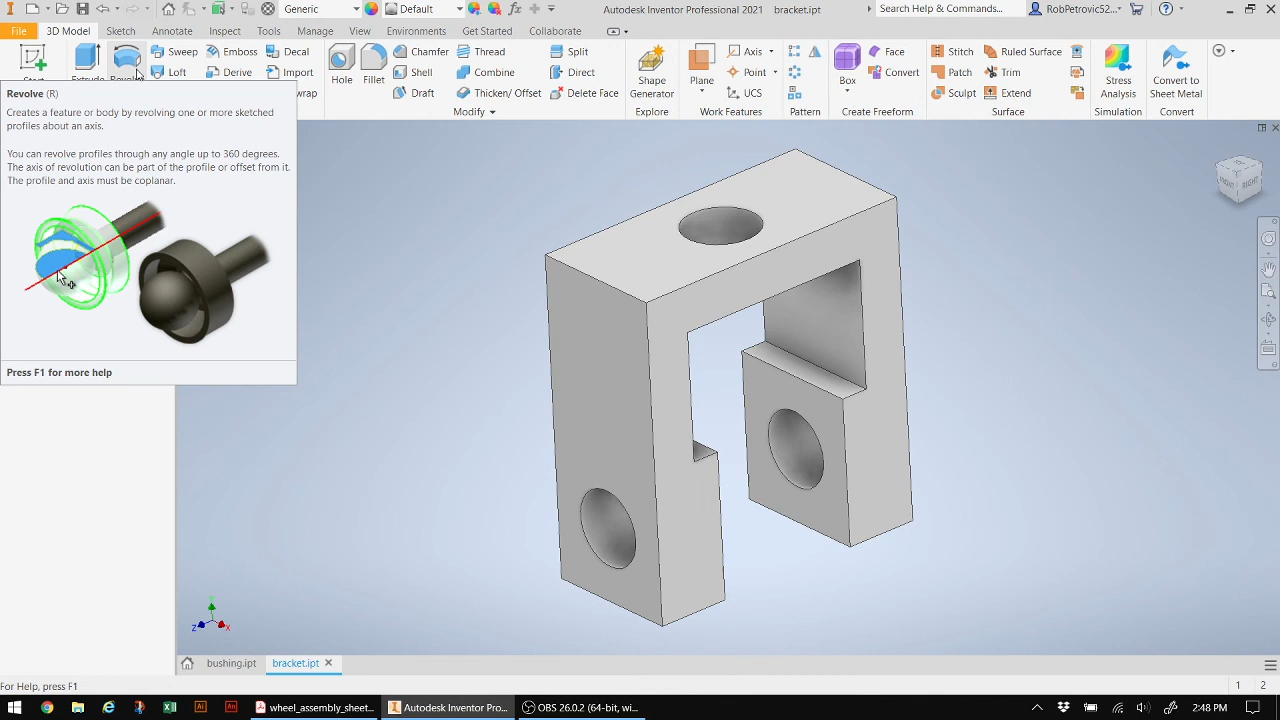 Generic
Default
Autodesk Inventor Professional 2021
bracket.ipt
Search Help & Commands...
RobPetrovic52...
File
3D Model
Sketch
Annotate
Inspect
Tools
Manage
View
Environments
Get Started
Collaborate
Sweep
Emboss
Decal
Loft
Derive
Import
wrap
Hole
Fillet
Chamfer
Thread
Split
Shell
Combine
Direct
Draft
Thicken/ Offset
Delete Face
Modify
Shape
Generator
Explore
Plane
Axis
Point
UCS
Work Features
Pattern
Box
Face
Convert
Create Freeform
Stitch
Ruled Surface
Patch
Trim
Sculpt
Extend
Surface
Stress
Analysis
Simulation
Convert to
Sheet Metal
Convert
Revolve (R)
Creates a feature or body by revolving one or more sketched
profiles about an axis.
You can revolve profiles through any angle up to 360 degrees.
The axis of revolution can be part of the profile or offset from it.
The profile and axis must be coplanar.
Press F1 for more help
RIGHT
Z
X
bushing.ipt
bracket.ipt
For Help, press F1
1
2
wheel_assembly_sheet...
Autodesk Inventor Pro...
OBS 26.0.2 (64-bit, wi...
2:48 PM